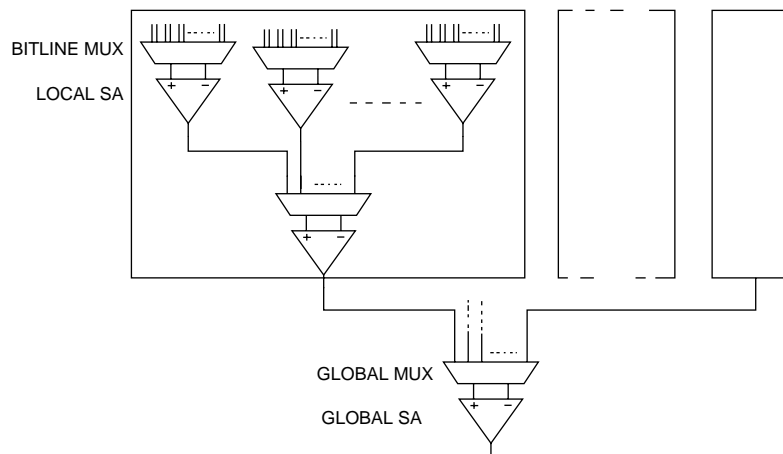 BITLINE MUX
+ − + − + −
LOCAL SA
+ −
GLOBAL MUX
+ −
GLOBAL SA